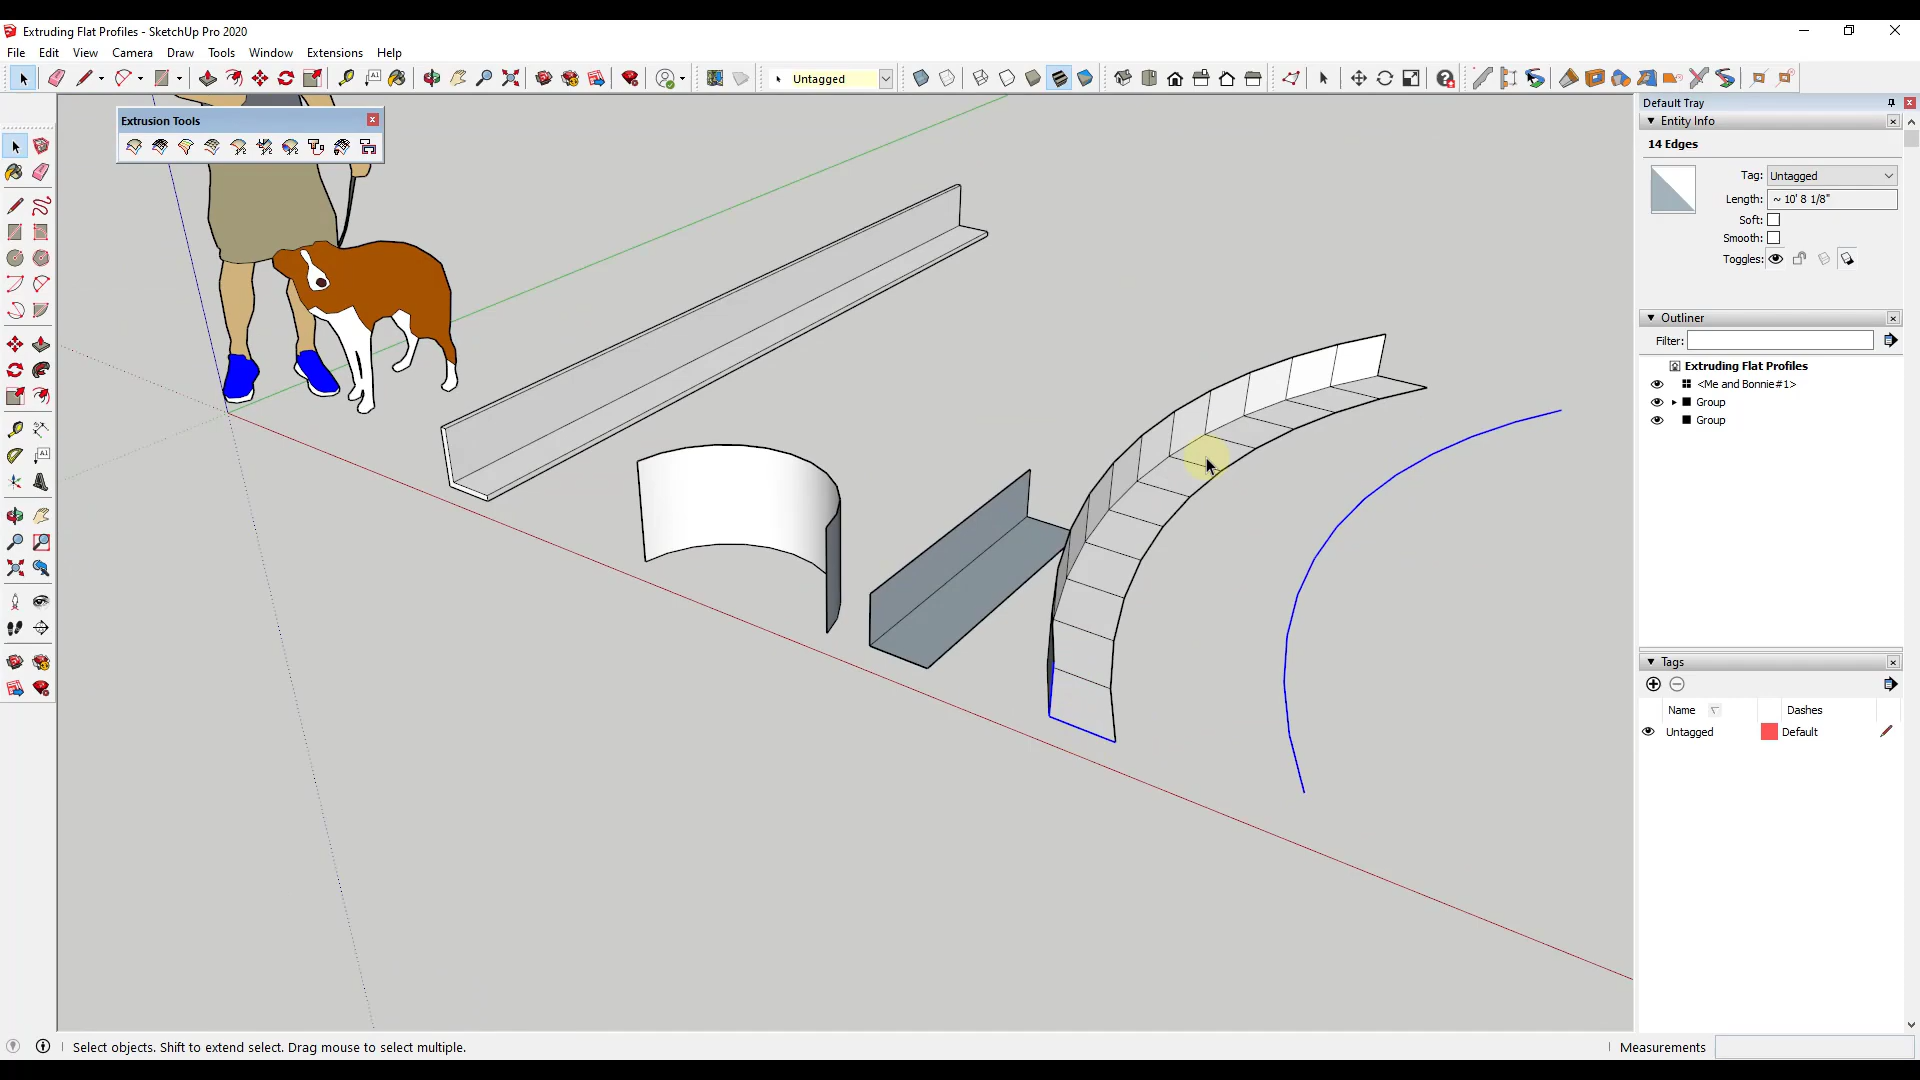 Extruding Flat Profiles - SketchUp Pro 2020
File Edit View Camera Draw Tools Window Extensions Help
Untagged
Extrusion Tools
Default Tray
Entity Info
14 Edges
Tag: Untagged
Length: ~ 10' 8 1/8"
Soft:
Smooth:
Toggles:
Outliner
Filter:
Extruding Flat Profiles
<Me and Bonnie#1>
Group
Group
Tags
Name Dashes
Untagged Default
Select objects. Shift to extend select. Drag mouse to select multiple.
Measurements